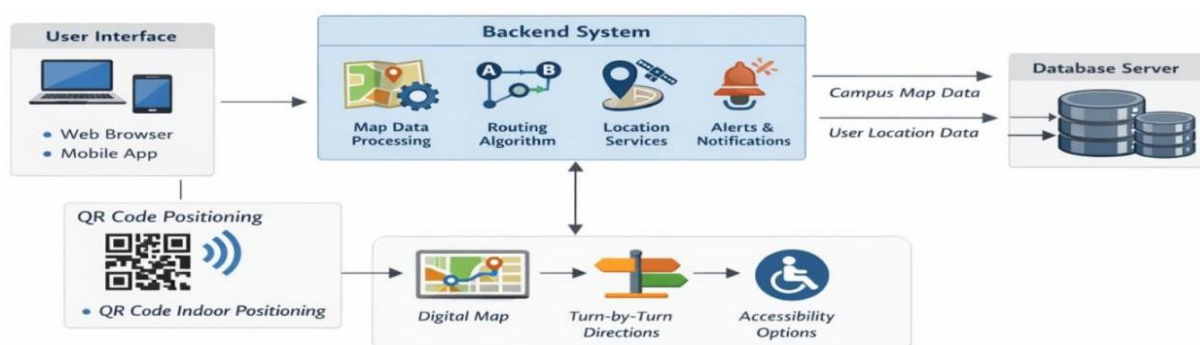 User Interface
• Web Browser
• Mobile App
Backend System
Map Data
Processing
A B
Routing
Algorithm
Location
Services
Alerts &
Notifications
Campus Map Data
User Location Data
Database Server
QR Code Positioning
• QR Code Indoor Positioning
Digital Map
Turn-by-Turn
Directions
Accessibility
Options